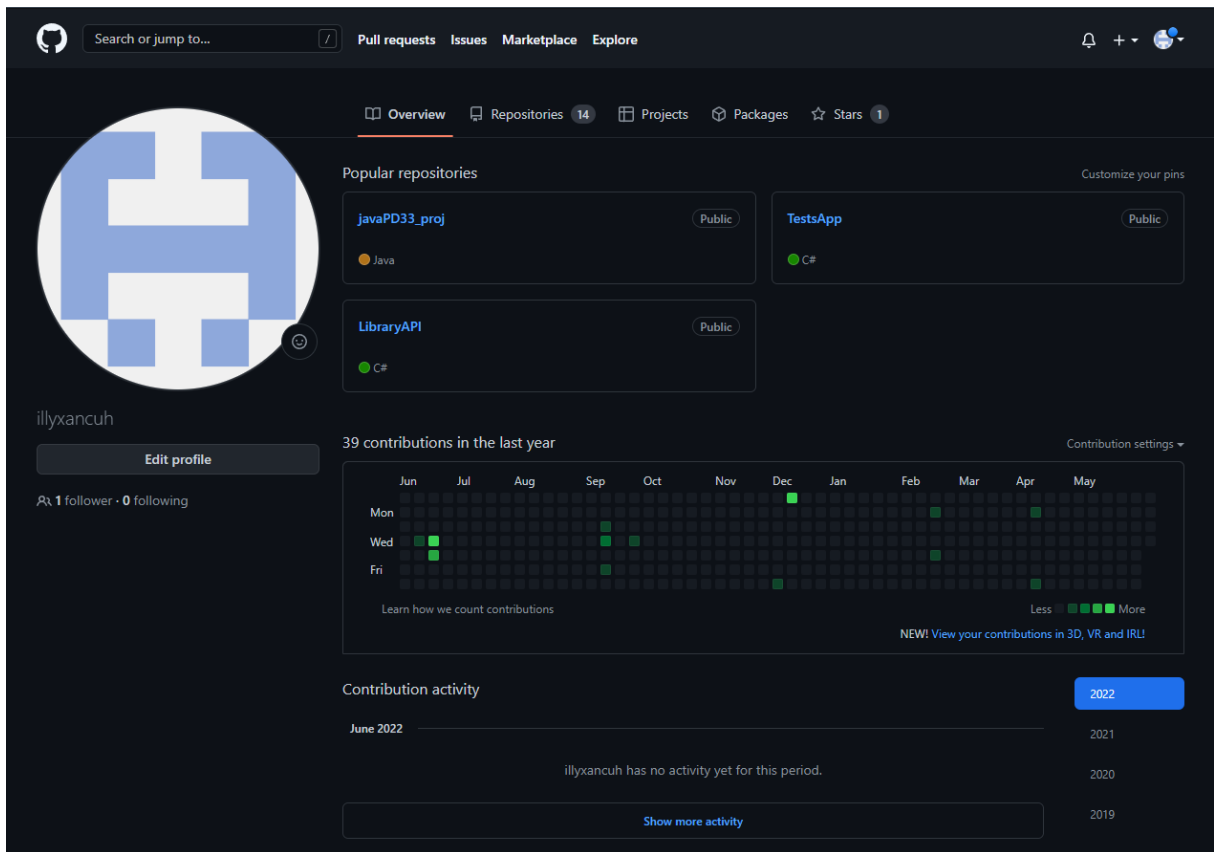 Search or jump to... / Pull requests Issues Marketplace Explore
Overview Repositories 14 Projects Packages Stars 1
Popular repositories Customize your pins
javaPD33_proj Public
Java
TestsApp Public
C#
LibraryAPI Public
C#
illyxancuh
Edit profile
1 follower · 0 following
39 contributions in the last year Contribution settings
Jun Jul Aug Sep Oct Nov Dec Jan Feb Mar Apr May
Mon
Wed
Fri
Learn how we count contributions Less More
NEW! View your contributions in 3D, VR and IRL!
Contribution activity
June 2022
illyxancuh has no activity yet for this period.
Show more activity
2022
2021
2020
2019